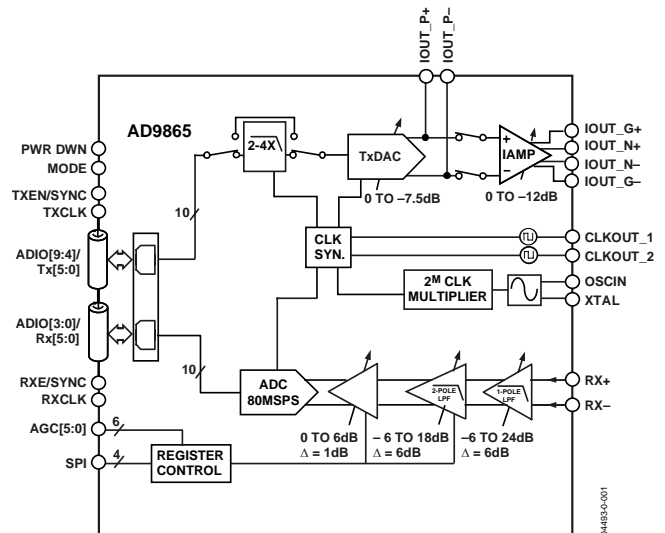 IOUT_P+
IOUT_P–
AD9865
PWR DWN
MODE
TXEN/SYNC
TXCLK
ADIO[9:4]/
Tx[5:0]
ADIO[3:0]/
Rx[5:0]
RXE/SYNC
RXCLK
AGC[5:0]
SPI
10
10
6
4
2-4X
TxDAC
0 TO –7.5dB
+
IAMP
–
0 TO –12dB
IOUT_G+
IOUT_N+
IOUT_N–
IOUT_G–
CLK
SYN.
CLKOUT_1
CLKOUT_2
2M CLK
MULTIPLIER
OSCIN
XTAL
ADC
80MSPS
2-POLE
LPF
1-POLE
LPF
RX+
RX–
0 TO 6dB
Δ = 1dB
– 6 TO 18dB
Δ = 6dB
–6 TO 24dB
Δ = 6dB
REGISTER
CONTROL
04493-0-001